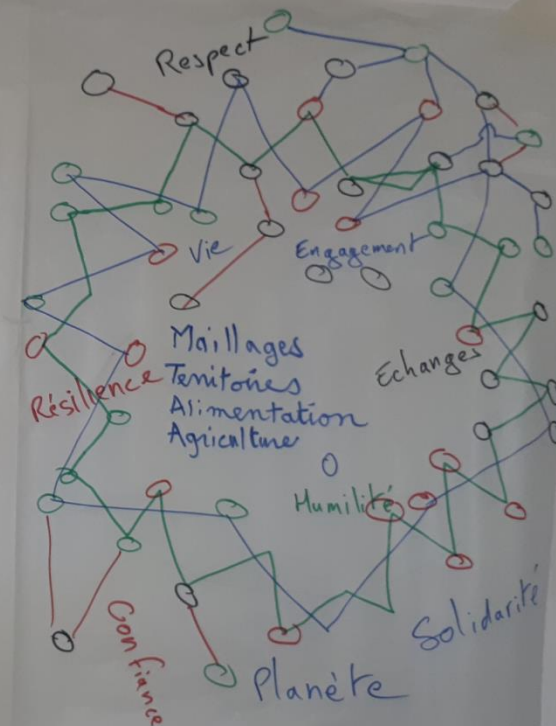 Respect
Vie
Engagement
Maillages
Territoires
Alimentation
Agriculture
Echanges
Résilience
Humilité
Solidarité
Confiance
Planète